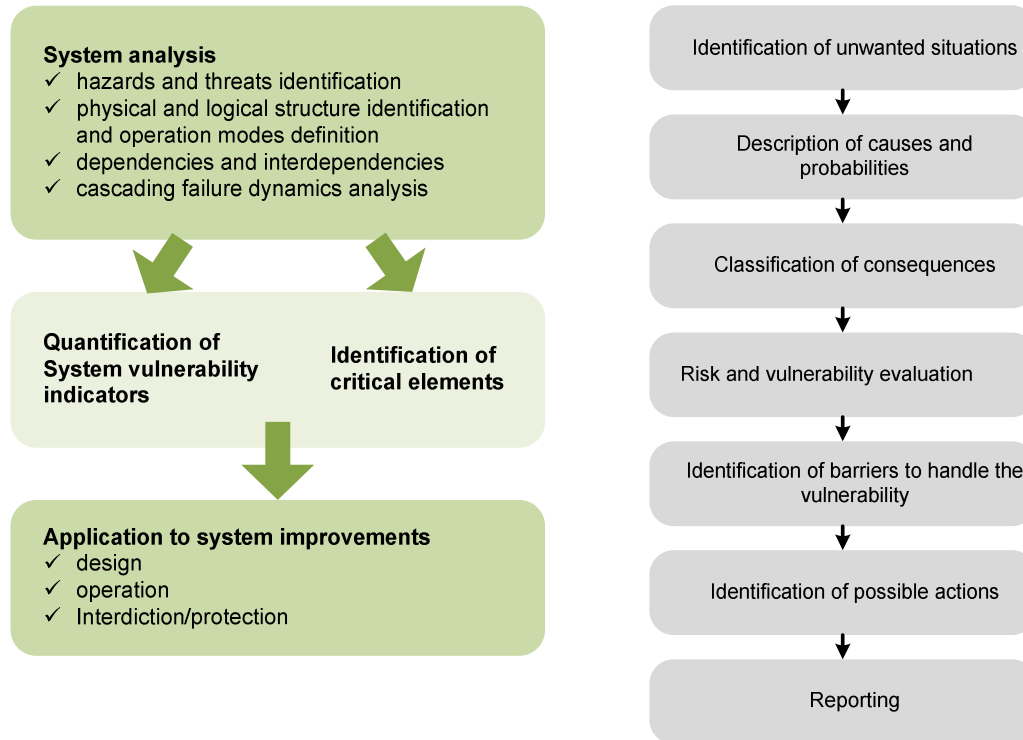 System analysis
✓ hazards and threats identification
✓ physical and logical structure identification
and operation modes definition
✓ dependencies and interdependencies
✓ cascading failure dynamics analysis
Quantification of
System vulnerability
indicators
Identification of
critical elements
Application to system improvements
✓ design
✓ operation
✓ Interdiction/protection
Identification of unwanted situations
Description of causes and
probabilities
Classification of consequences
Risk and vulnerability evaluation
Identification of barriers to handle the
vulnerability
Identification of possible actions
Reporting